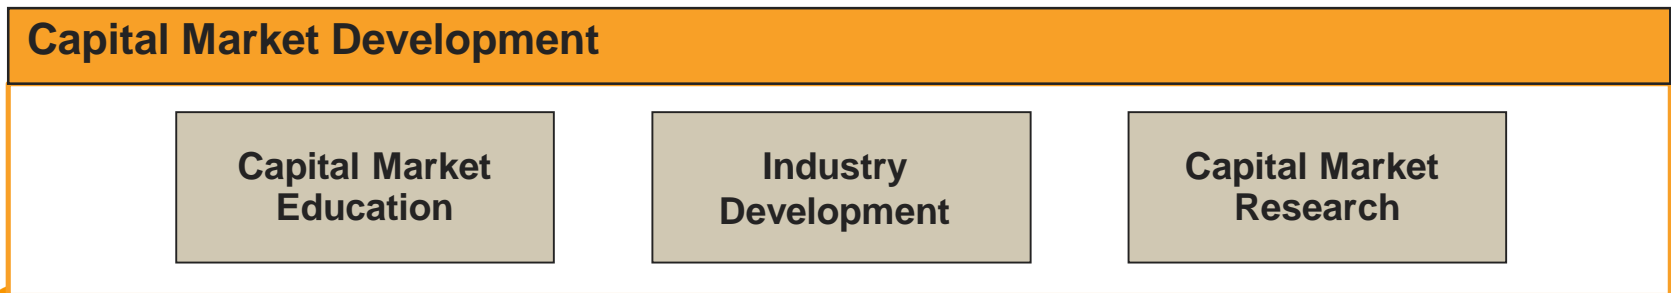 Capital Market Development
Capital Market
Education
Industry
Development
Capital Market
Research